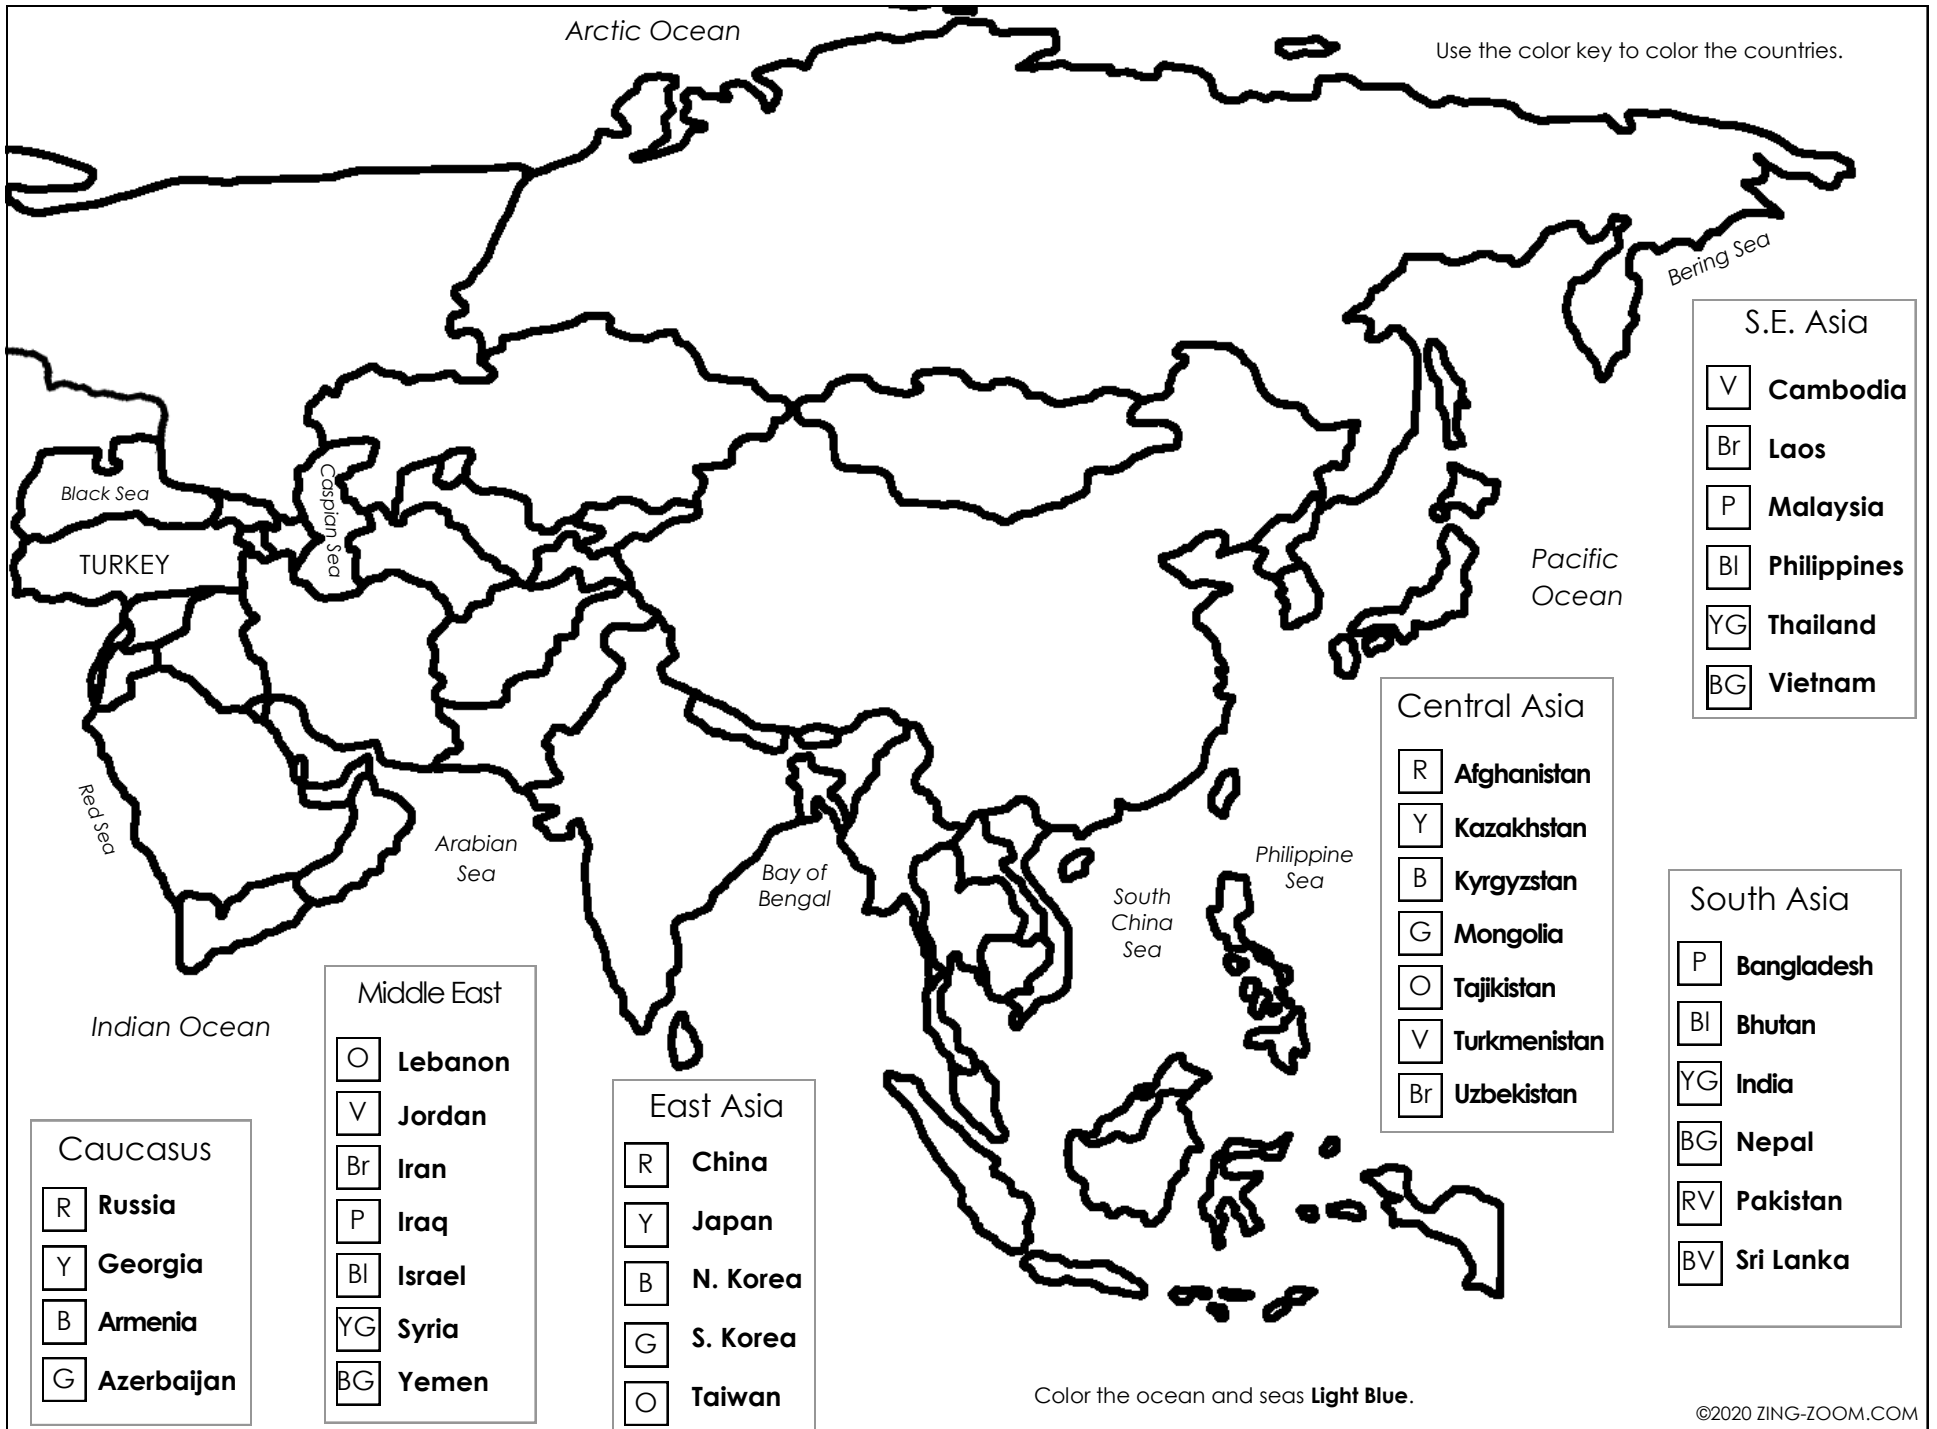 Arctic Ocean
Use the color key to color the countries.
Bering Sea
Black Sea
Caspian Sea
TURKEY
Pacific
Ocean
Red Sea
Arabian
Sea
Bay of
Bengal
South
China
Sea
Philippine
Sea
Indian Ocean
S.E. Asia
V Cambodia
Br Laos
P Malaysia
Bl Philippines
YG Thailand
BG Vietnam
Central Asia
R Afghanistan
Y Kazakhstan
B Kyrgyzstan
G Mongolia
O Tajikistan
V Turkmenistan
Br Uzbekistan
South Asia
P Bangladesh
Bl Bhutan
YG India
BG Nepal
RV Pakistan
BV Sri Lanka
Middle East
O Lebanon
V Jordan
Br Iran
P Iraq
Bl Israel
YG Syria
BG Yemen
East Asia
R China
Y Japan
B N. Korea
G S. Korea
O Taiwan
Caucasus
R Russia
Y Georgia
B Armenia
G Azerbaijan
Color the ocean and seas Light Blue.
©2020 ZING-ZOOM.COM